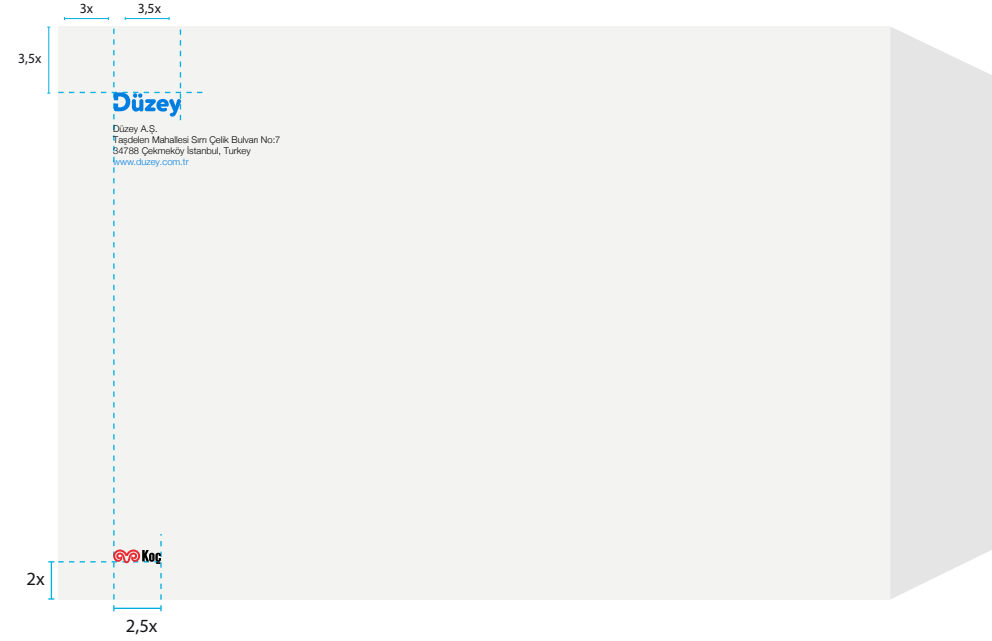 3x 3,5x
3,5x
Düzey
Düzey A.Ş.
Taşdelen Mahallesi Sırrı Çelik Bulvarı No:7
34788 Çekmeköy İstanbul, Turkey
www.duzey.com.tr
Koç
2x
2,5x